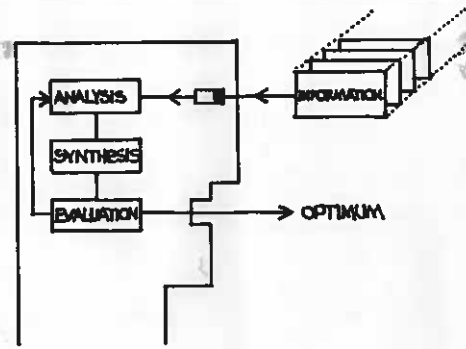 ANALYSIS
INFORMATION
SYNTHESIS
EVALUATION
OPTIMUM